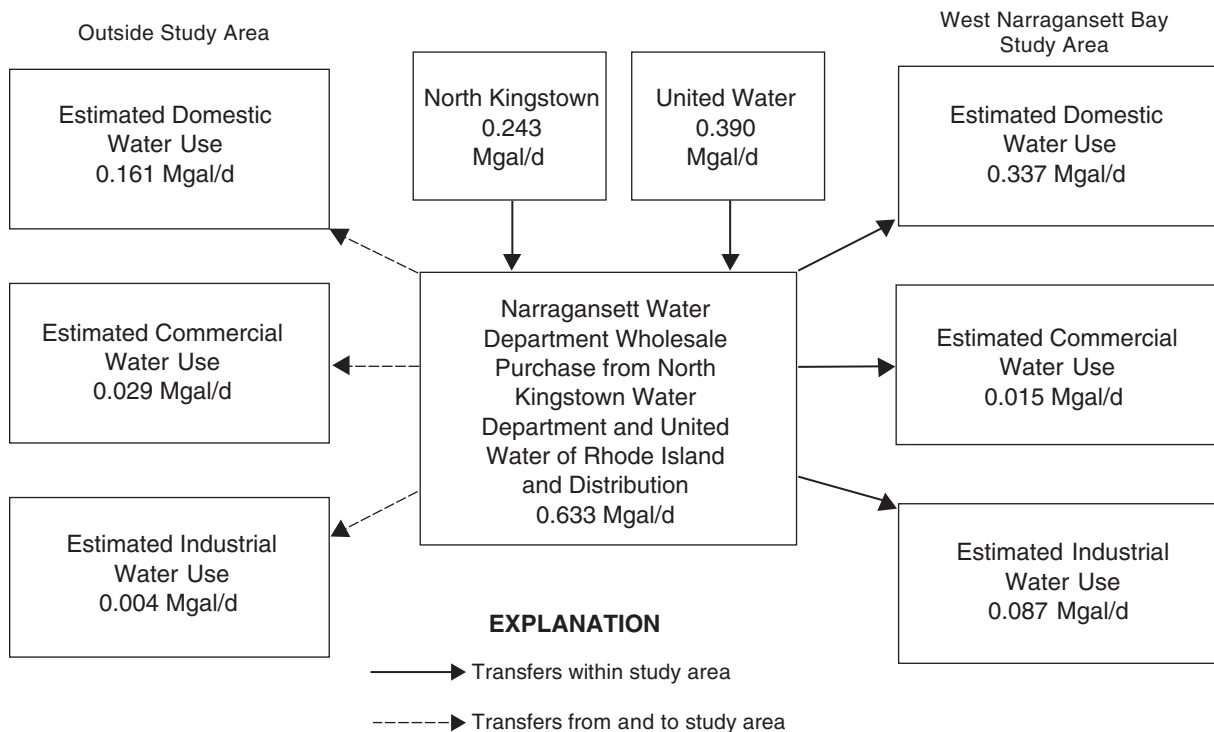 Outside Study Area
Estimated Domestic
Water Use
0.161 Mgal/d
Estimated Commercial
Water Use
0.029 Mgal/d
Estimated Industrial
Water Use
0.004 Mgal/d
North Kingstown
0.243
Mgal/d
United Water
0.390
Mgal/d
Narragansett Water
Department Wholesale
Purchase from North
Kingstown Water
Department and United
Water of Rhode Island
and Distribution
0.633 Mgal/d
West Narragansett Bay
Study Area
Estimated Domestic
Water Use
0.337 Mgal/d
Estimated Commercial
Water Use
0.015 Mgal/d
Estimated Industrial
Water Use
0.087 Mgal/d
EXPLANATION
Transfers within study area
Transfers from and to study area